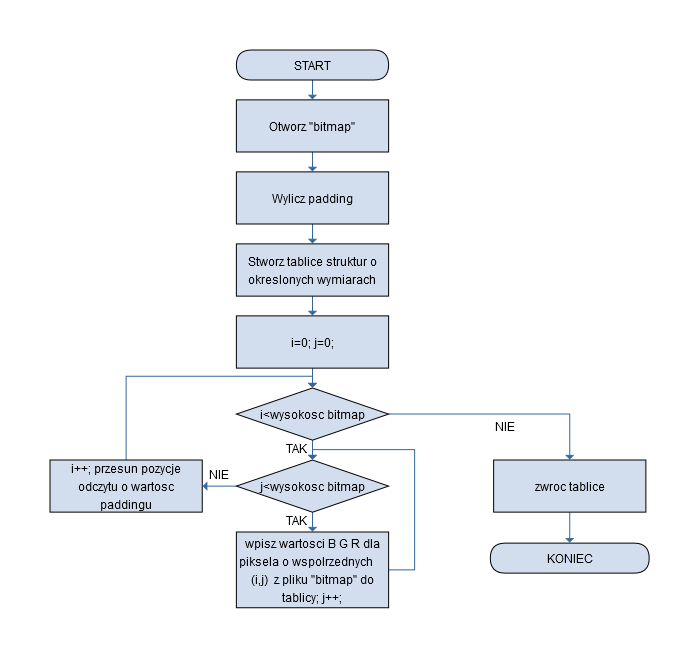 START
Otworz "bitmap"
Wylicz padding
Stworz tablice struktur o
okreslonych wymiarach
i=0; j=0;
i<wysokosc bitmap
NIE
TAK
j<wysokosc bitmap
NIE
i++; przesun pozycje
odczytu o wartosc
paddingu
TAK
wpisz wartosci B G R dla
piksela o wspolrzednych
(i,j) z pliku "bitmap" do
tablicy; j++;
zwroc tablice
KONIEC